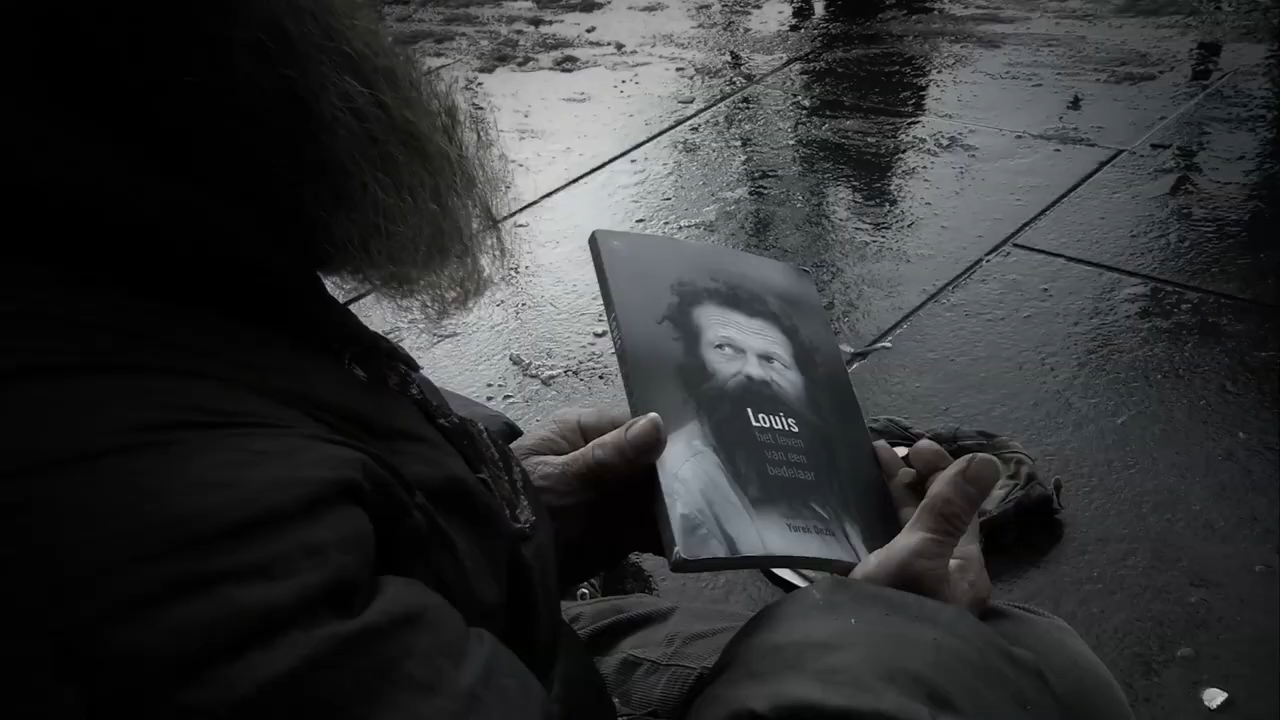 Louis
het leven
van een
bedelaar
Yurek Onzia